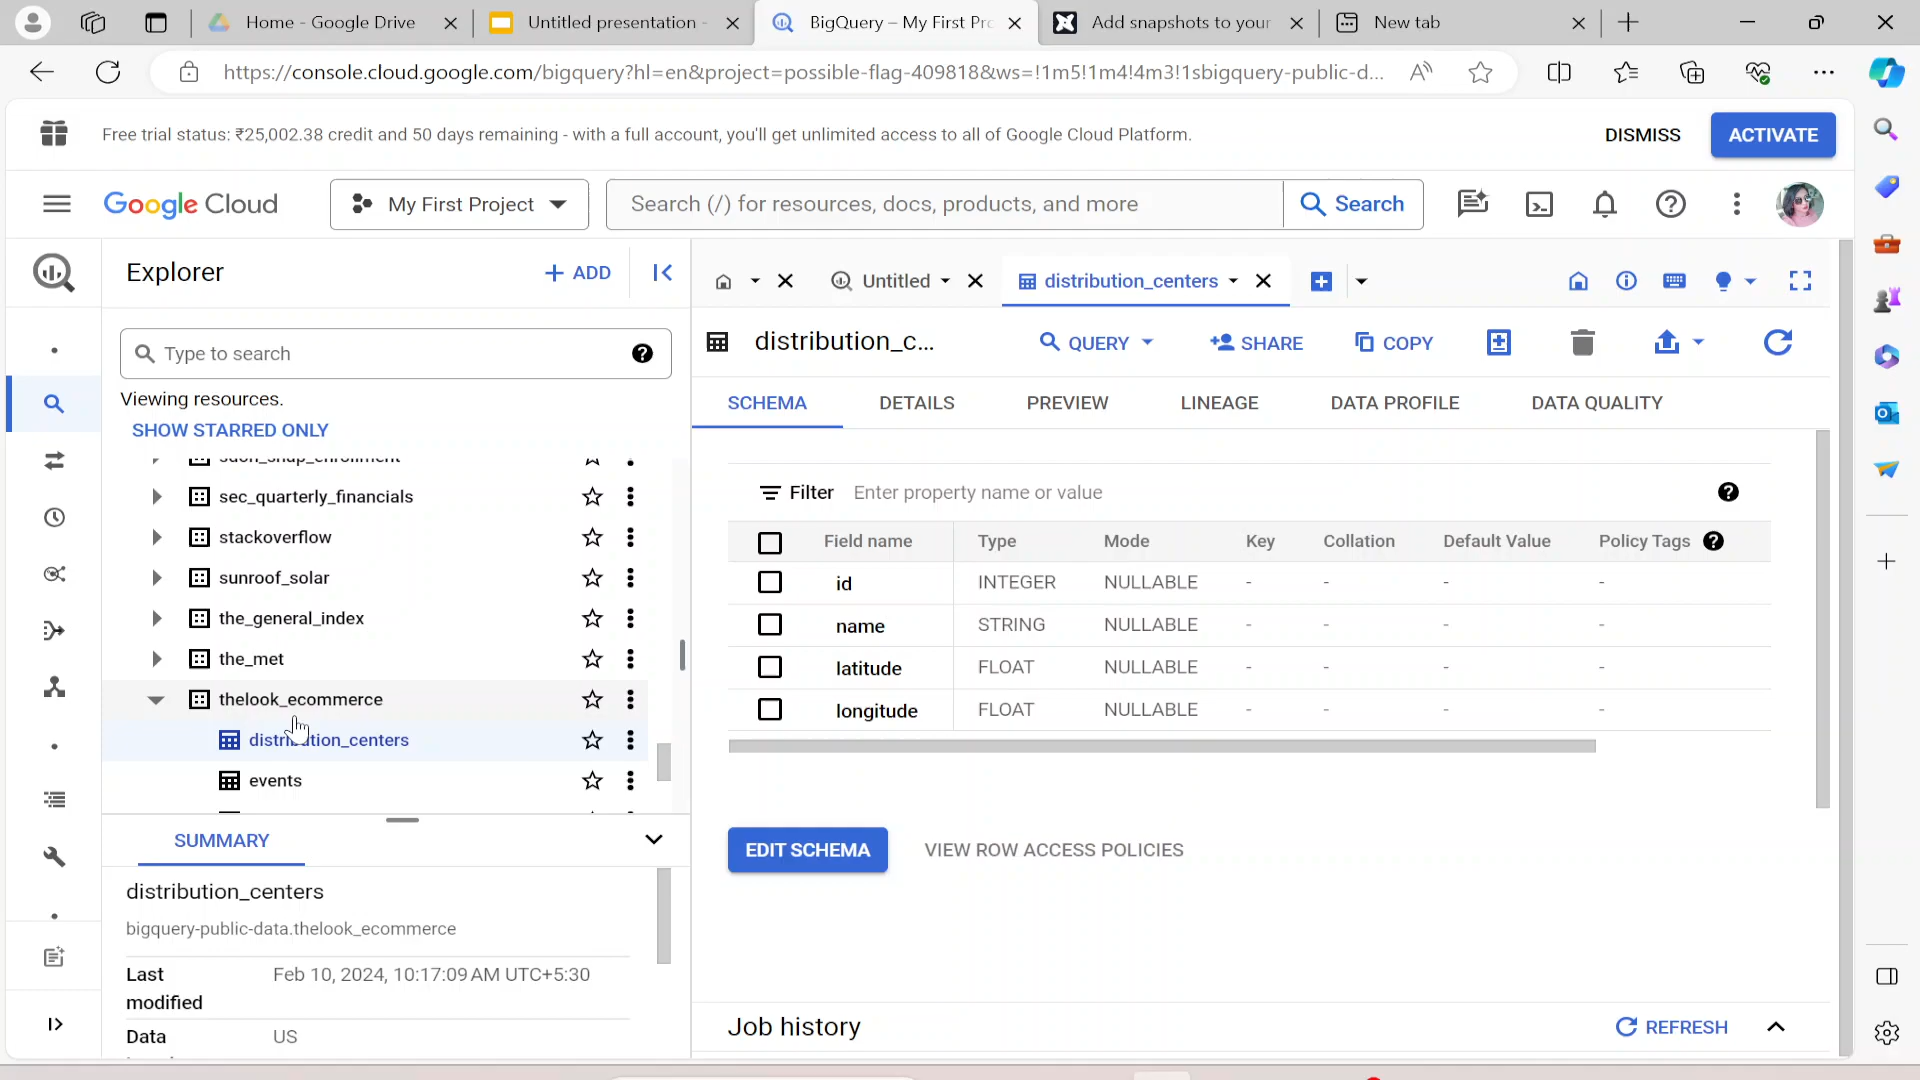 Home - Google Drive
Untitled presentation -
BigQuery – My First Pro
Add snapshots to your
New tab
https://console.cloud.google.com/bigquery?hl=en&project=possible-flag-409818&ws=!1m5!1m4!4m3!1sbigquery-public-d...
Free trial status: ₹25,002.38 credit and 50 days remaining - with a full account, you'll get unlimited access to all of Google Cloud Platform.
DISMISS
ACTIVATE
Google Cloud
My First Project
Search (/) for resources, docs, products, and more
Search
Explorer
+ ADD
Untitled
distribution_centers
Type to search
distribution_c...
QUERY
SHARE
COPY
Viewing resources.
SHOW STARRED ONLY
SCHEMA
DETAILS
PREVIEW
LINEAGE
DATA PROFILE
DATA QUALITY
sec_quarterly_financials
stackoverflow
sunroof_solar
the_general_index
the_met
thelook_ecommerce
distribution_centers
events
Filter Enter property name or value
Field name Type Mode Key Collation Default Value Policy Tags
id INTEGER NULLABLE - - - -
name STRING NULLABLE - - - -
latitude FLOAT NULLABLE - - - -
longitude FLOAT NULLABLE - - - -
EDIT SCHEMA
VIEW ROW ACCESS POLICIES
SUMMARY
distribution_centers
bigquery-public-data.thelook_ecommerce
Last modified Feb 10, 2024, 10:17:09 AM UTC+5:30
Data US
Job history
REFRESH